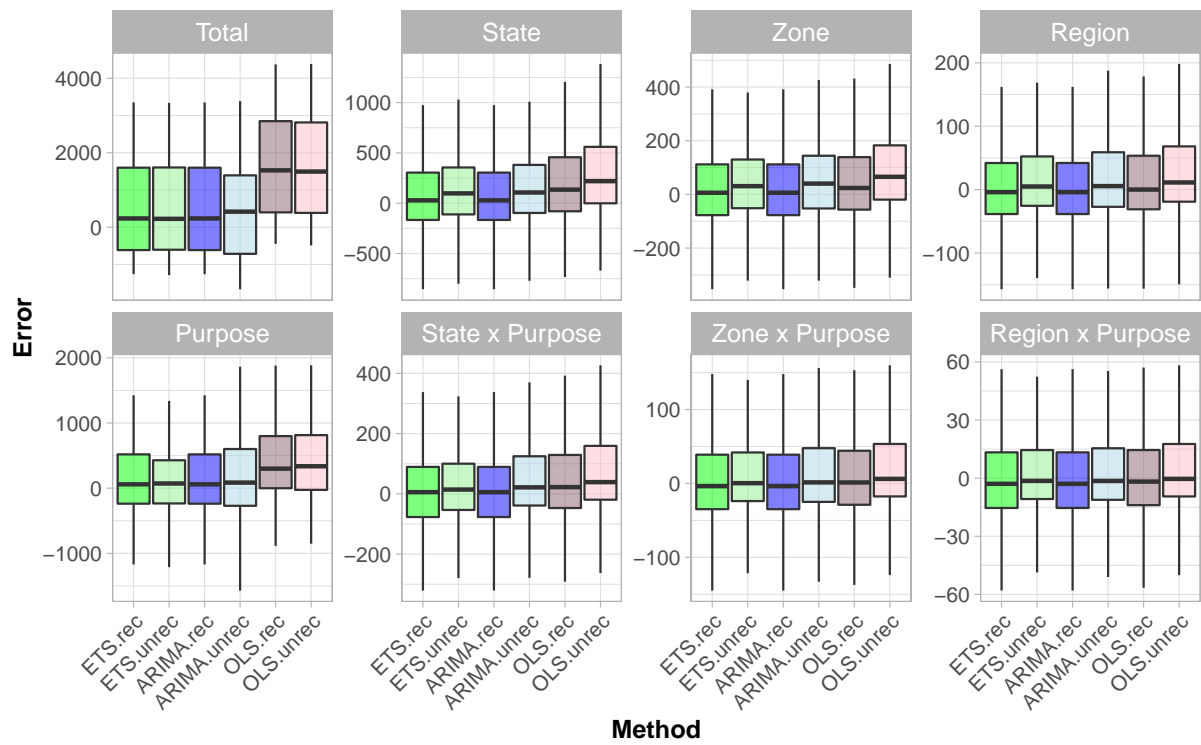 Total
State
Zone
Region
4000
2000
0
1000
500
0
−500
400
200
0
−200
200
100
0
−100
Error
Purpose
State x Purpose
Zone x Purpose
Region x Purpose
2000
1000
0
−1000
400
200
0
−200
100
0
−100
60
30
0
−30
−60
ETS.rec
ETS.unrec
ARIMA.rec
ARIMA.unrec
OLS.rec
OLS.unrec
ETS.rec
ETS.unrec
ARIMA.rec
ARIMA.unrec
OLS.rec
OLS.unrec
ETS.rec
ETS.unrec
ARIMA.rec
ARIMA.unrec
OLS.rec
OLS.unrec
ETS.rec
ETS.unrec
ARIMA.rec
ARIMA.unrec
OLS.rec
OLS.unrec
Method